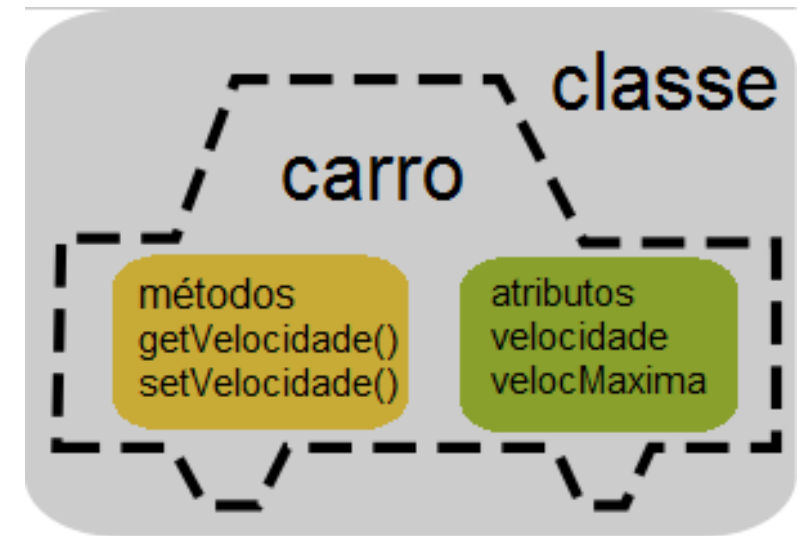 classe
carro
métodos
getVelocidade()
setVelocidade()
atributos
velocidade
velocMaxima